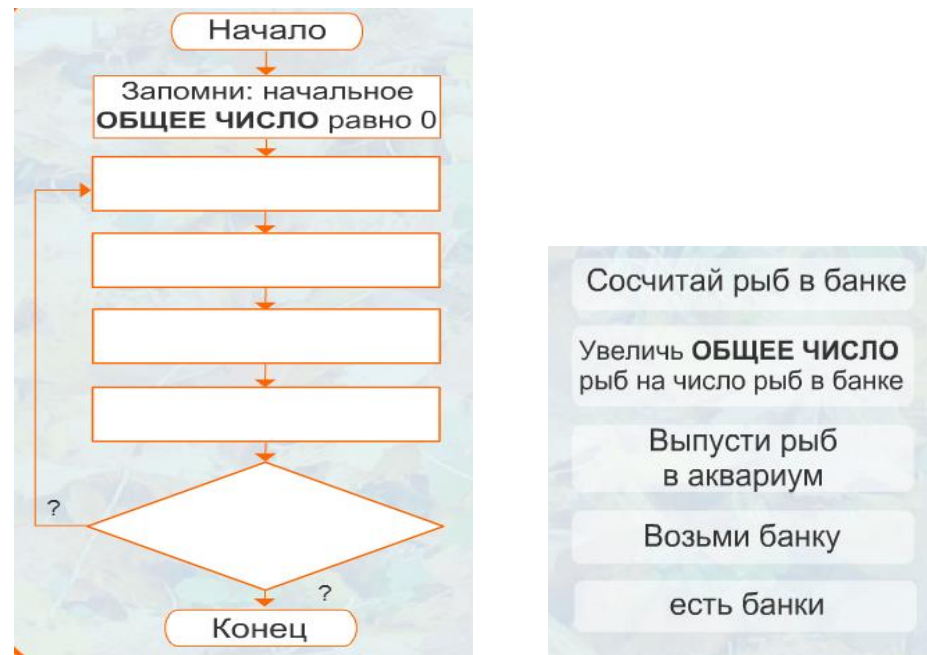 Начало
Запомни: начальное
ОБЩЕЕ ЧИСЛО равно 0
?
?
Конец
Сосчитай рыб в банке
Увеличь ОБЩЕЕ ЧИСЛО
рыб на число рыб в банке
Выпусти рыб
в аквариум
Возьми банку
есть банки